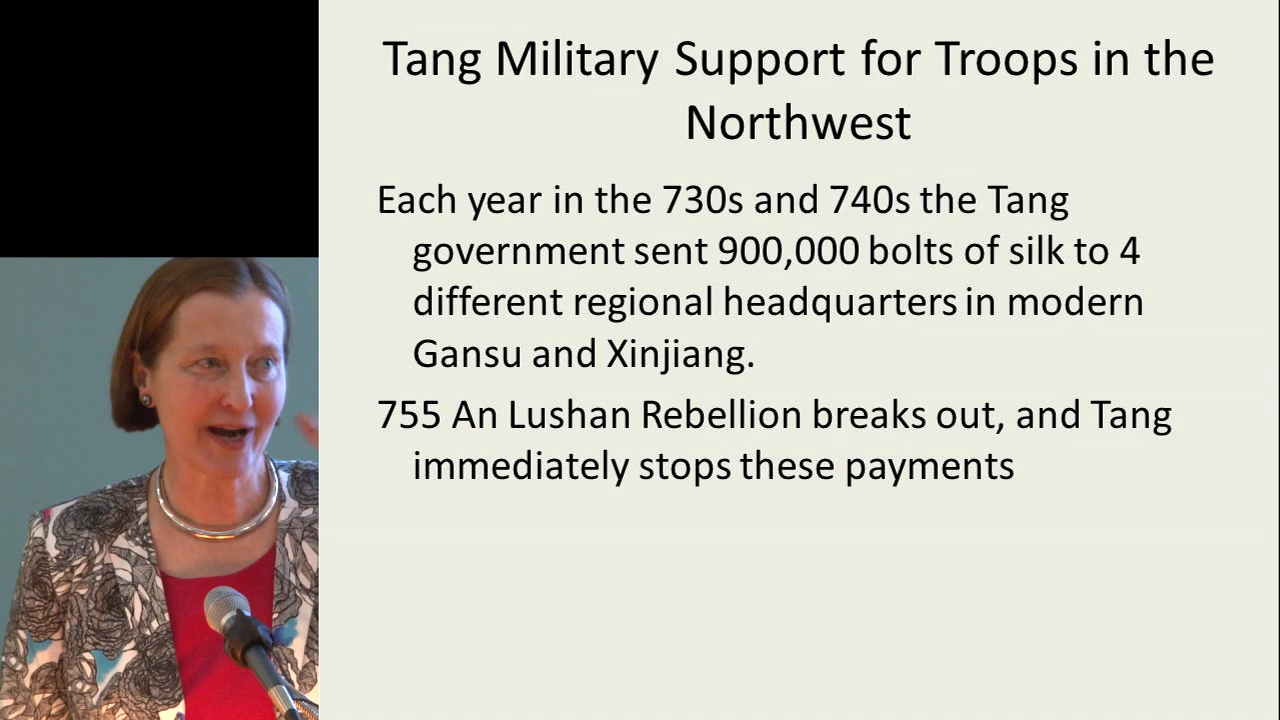 Tang Military Support for Troops in the
Northwest
Each year in the 730s and 740s the Tang
government sent 900,000 bolts of silk to 4
different regional headquarters in modern
Gansu and Xinjiang.
755 An Lushan Rebellion breaks out, and Tang
immediately stops these payments